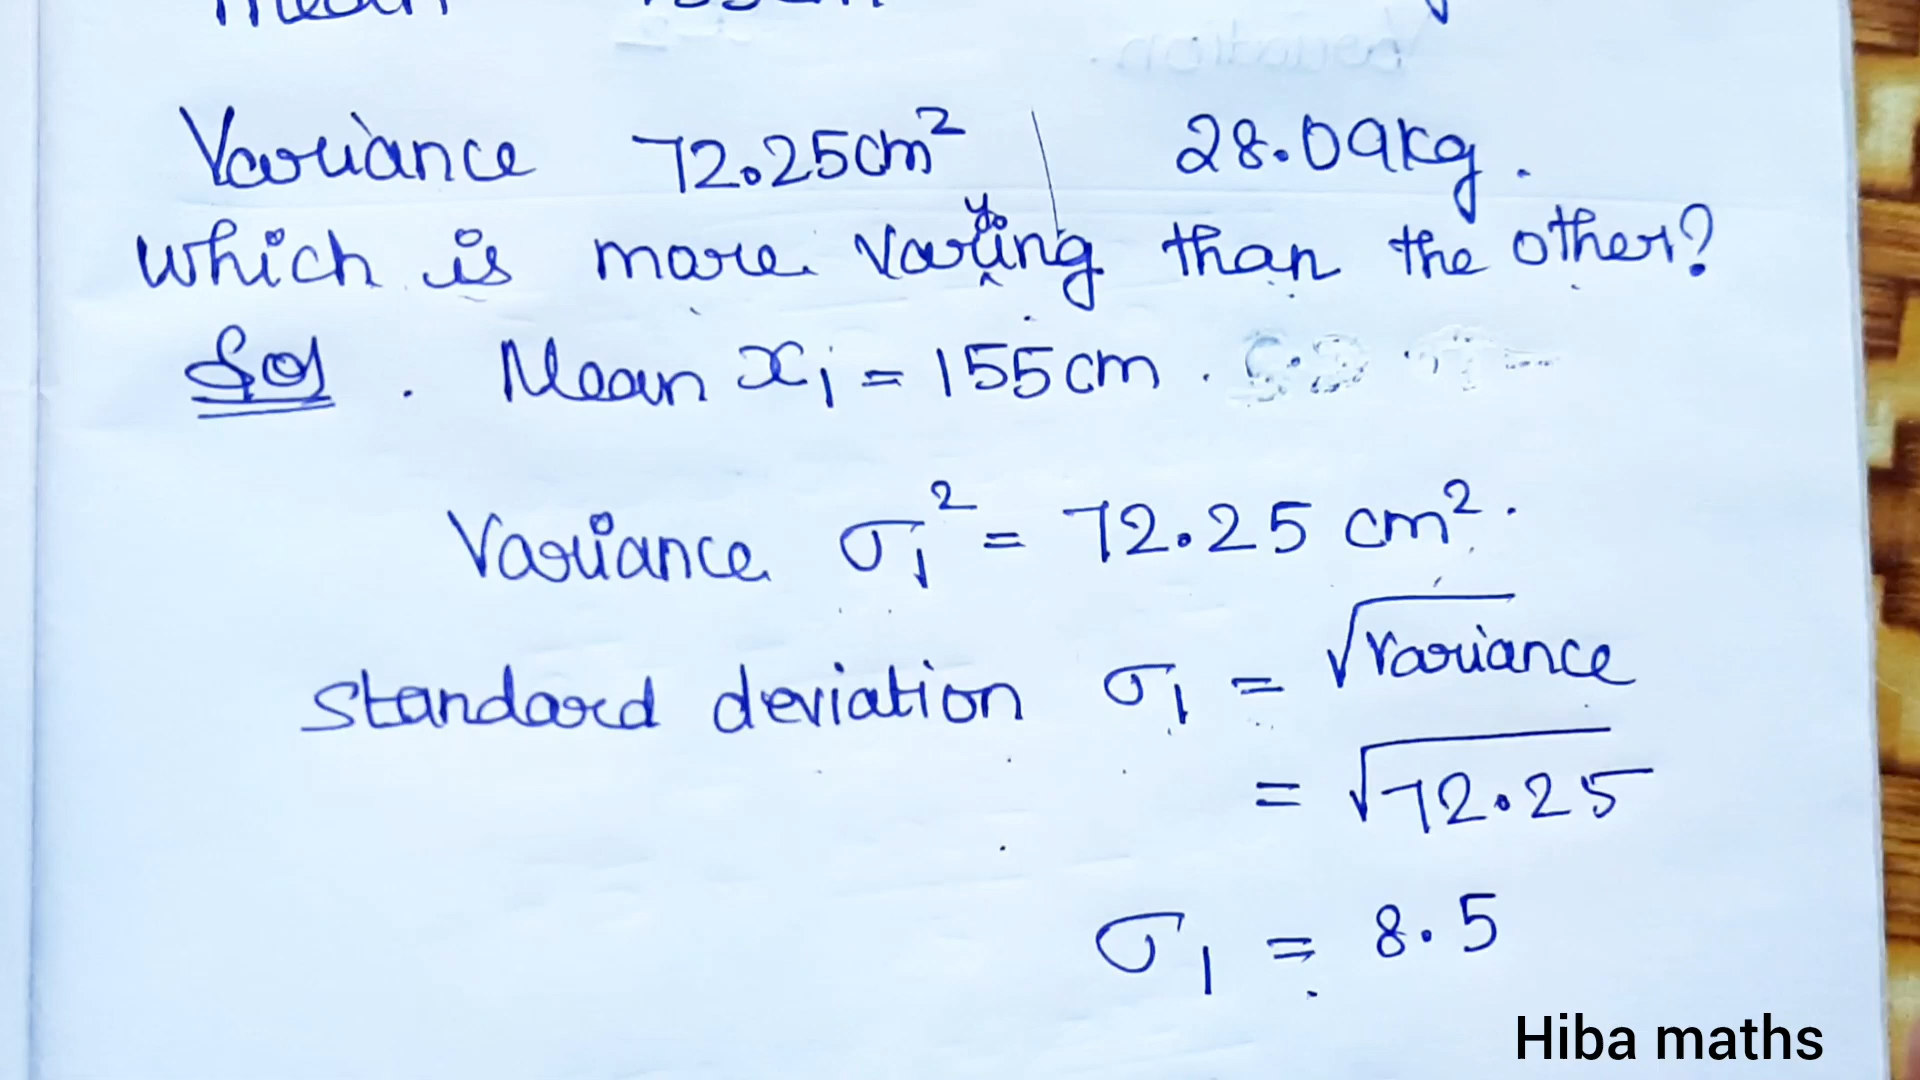 Variance 72.25cm² | 28.09kg.
which is more varying than the other?
Sol. Mean x₁ = 155cm.
Variance σ₁² = 72.25 cm².
standard deviation σ₁ = √variance
= √72.25
σ₁ = 8.5
Hiba maths